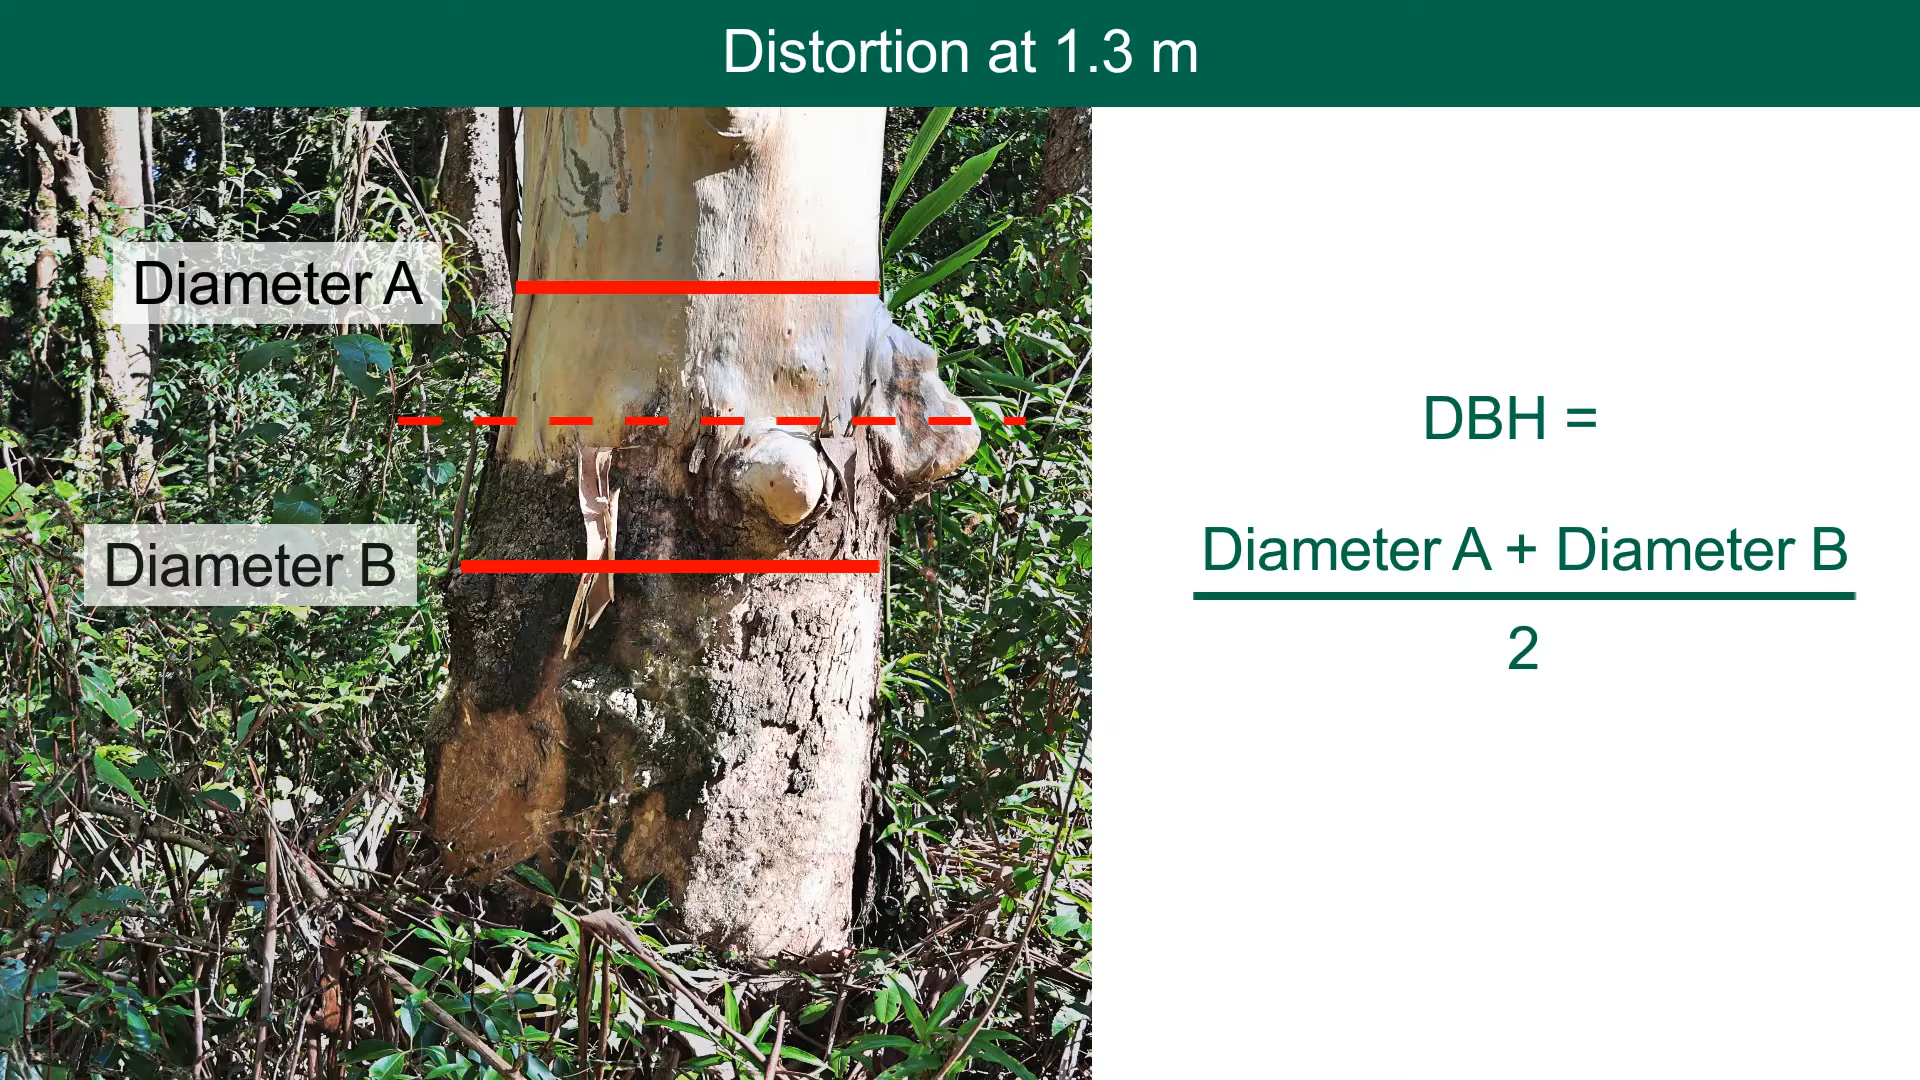 Distortion at 1.3 m
Diameter A
Diameter B
DBH =
Diameter A + Diameter B
2